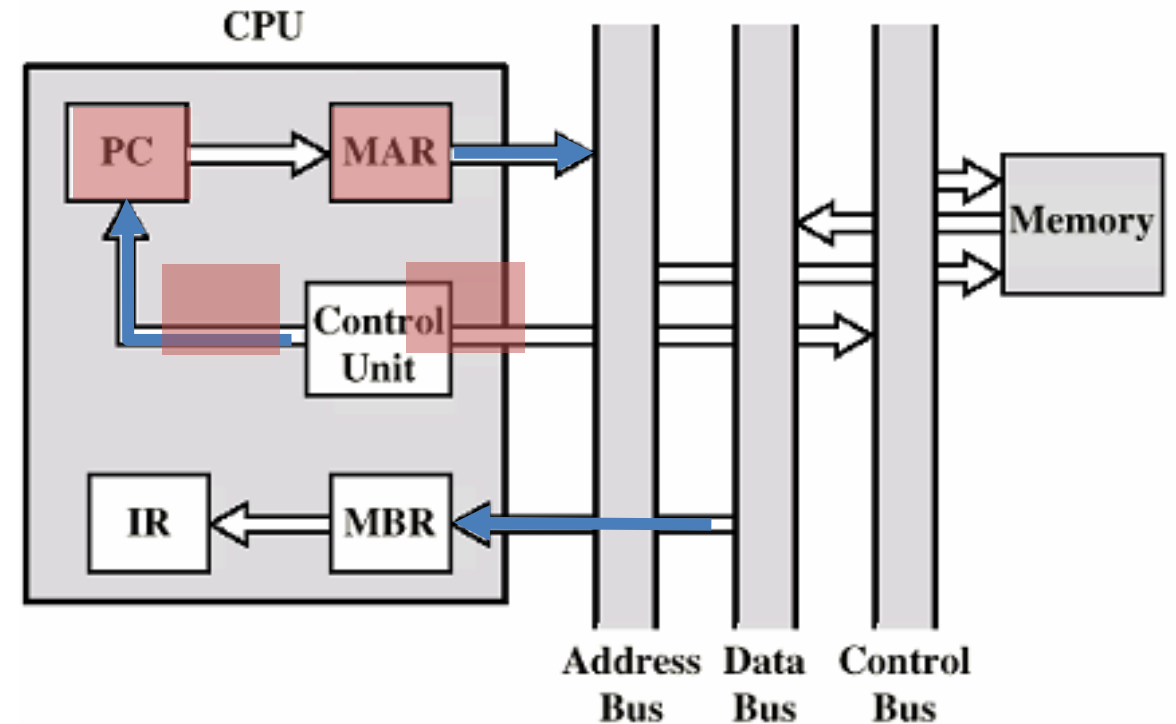 CPU
PC
MAR
Memory
Control
Unit
IR
MBR
Address Data Control
Bus Bus Bus